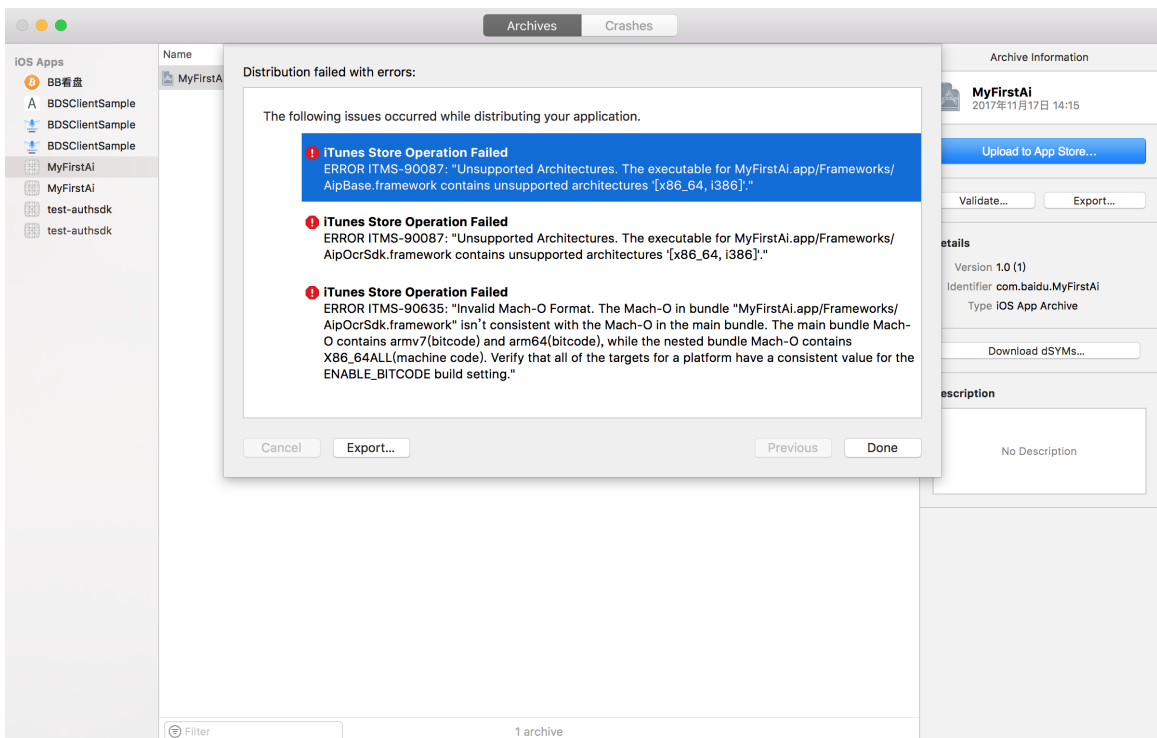 Archives
Crashes
iOS Apps
BB看盘
BDSClientSample
BDSClientSample
BDSClientSample
MyFirstAi
MyFirstAi
test-authsdk
test-authsdk
Name
MyFirstA
Distribution failed with errors:
The following issues occurred while distributing your application.
iTunes Store Operation Failed
ERROR ITMS-90087: "Unsupported Architectures. The executable for MyFirstAi.app/Frameworks/
AipBase.framework contains unsupported architectures '[x86_64, i386]'."
iTunes Store Operation Failed
ERROR ITMS-90087: "Unsupported Architectures. The executable for MyFirstAi.app/Frameworks/
AipOcrSdk.framework contains unsupported architectures '[x86_64, i386]'."
iTunes Store Operation Failed
ERROR ITMS-90635: "Invalid Mach-O Format. The Mach-O in bundle "MyFirstAi.app/Frameworks/
AipOcrSdk.framework" isn't consistent with the Mach-O in the main bundle. The main bundle Mach-
O contains armv7(bitcode) and arm64(bitcode), while the nested bundle Mach-O contains
X86_64ALL(machine code). Verify that all of the targets for a platform have a consistent value for the
ENABLE_BITCODE build setting."
Cancel
Export...
Previous
Done
Archive Information
MyFirstAi
2017年11月17日 14:15
Upload to App Store...
Validate...
Export...
etails
Version 1.0 (1)
Identifier com.baidu.MyFirstAi
Type iOS App Archive
Download dSYMs...
escription
No Description
Filter
1 archive